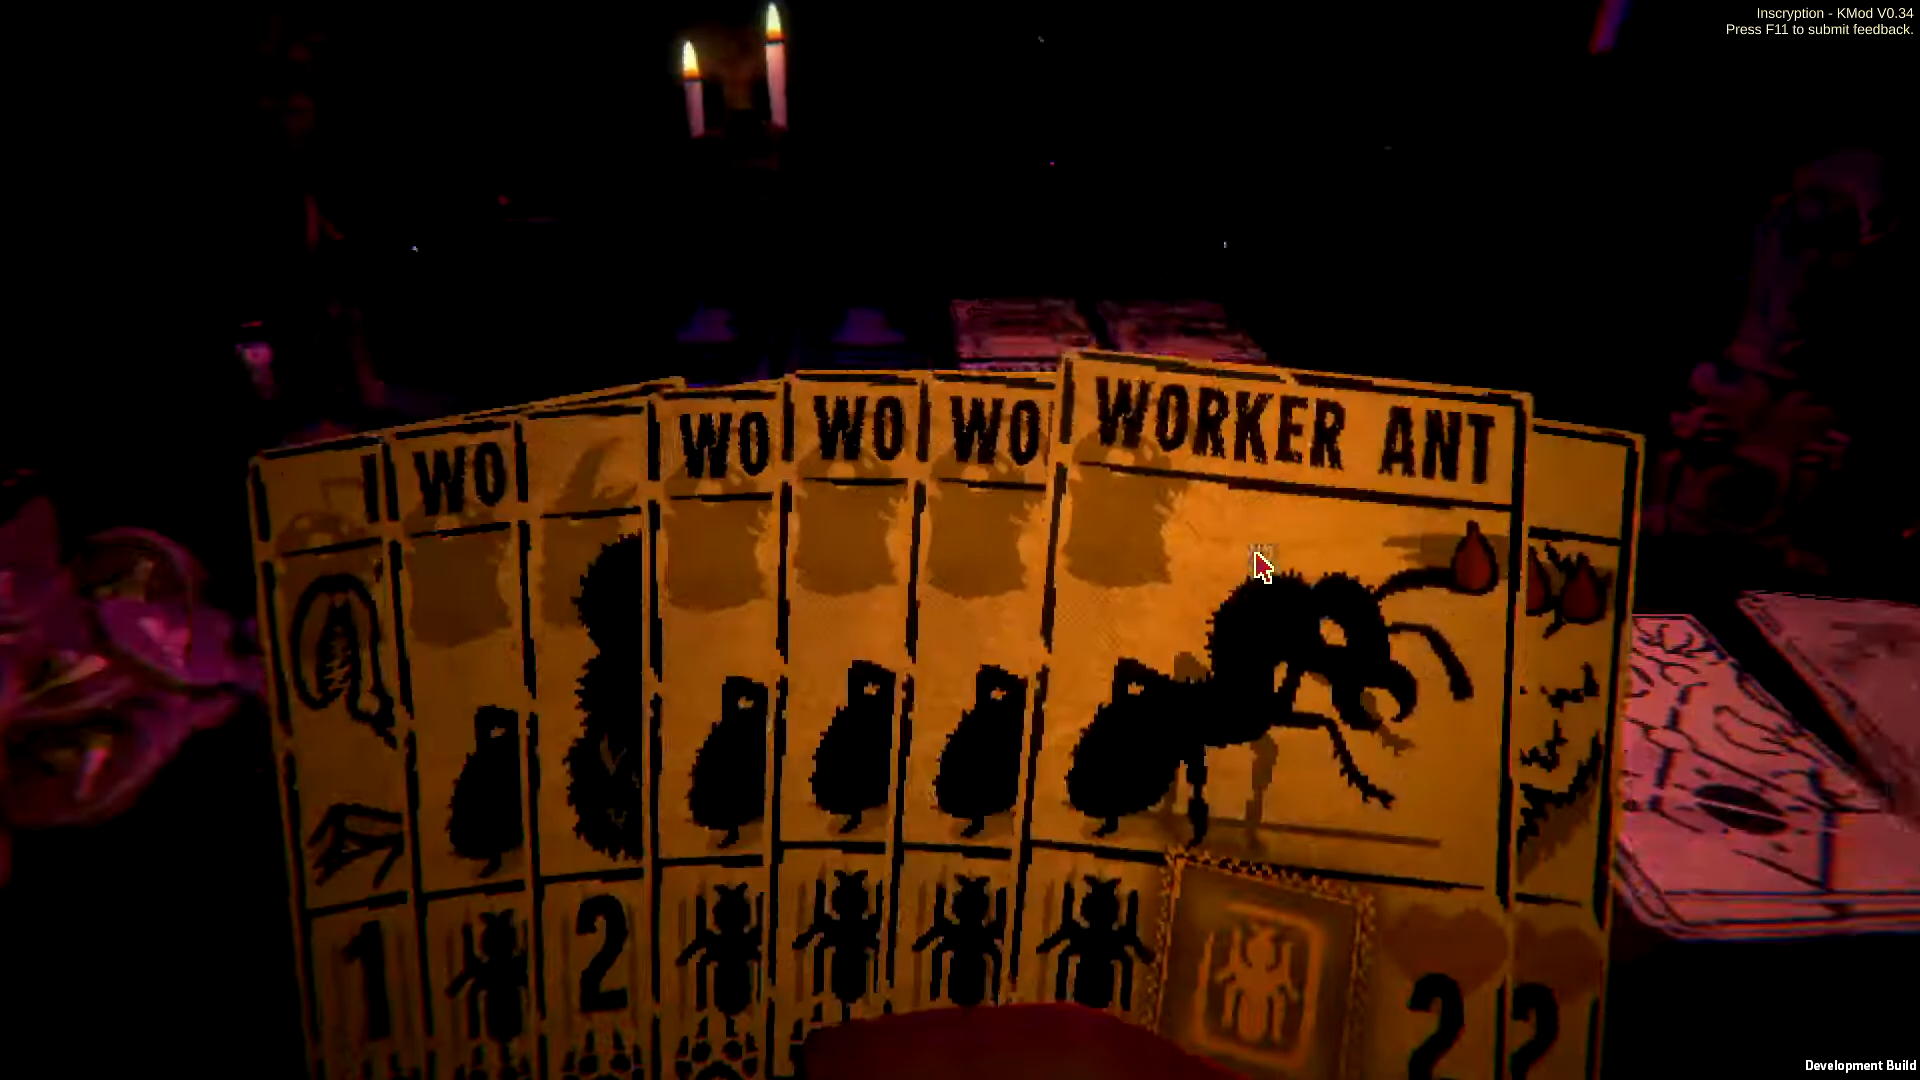 Inscryption - KMod V0.34
Press F11 to submit feedback.
WO
WO
WO
WO
WORKER ANT
1
2
2
2
Development Build